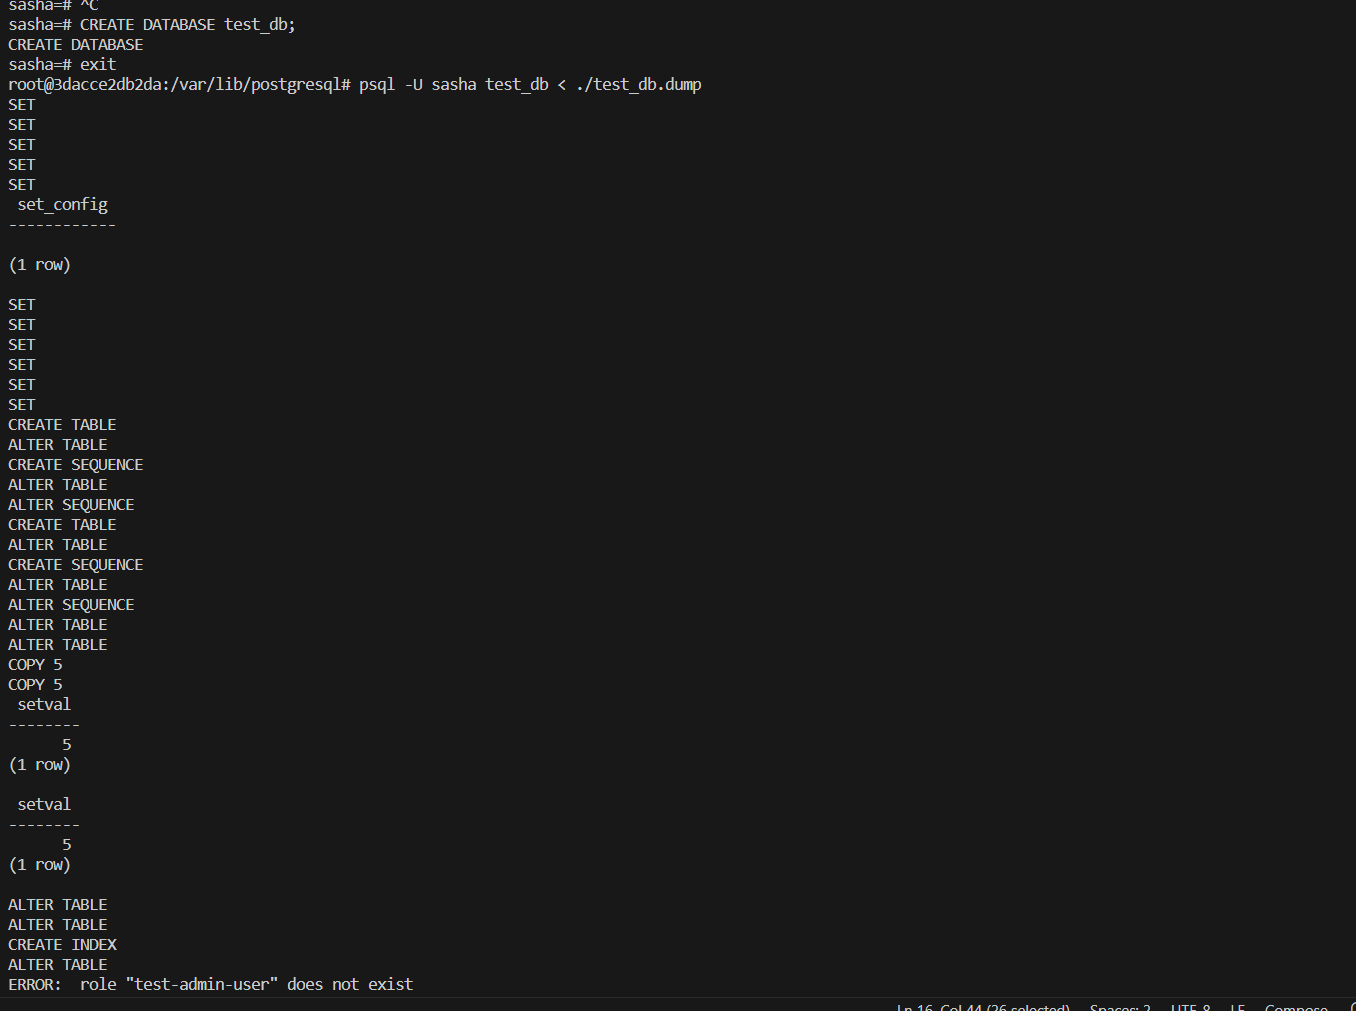 sasha=# ^C
sasha=# CREATE DATABASE test_db;
CREATE DATABASE
sasha=# exit
root@3dacce2db2da:/var/lib/postgresql# psql -U sasha test_db < ./test_db.dump
SET
SET
SET
SET
SET
 set_config
------------

(1 row)

SET
SET
SET
SET
SET
SET
CREATE TABLE
ALTER TABLE
CREATE SEQUENCE
ALTER TABLE
ALTER SEQUENCE
CREATE TABLE
ALTER TABLE
CREATE SEQUENCE
ALTER TABLE
ALTER SEQUENCE
ALTER TABLE
ALTER TABLE
COPY 5
COPY 5
 setval
--------
      5
(1 row)

 setval
--------
      5
(1 row)

ALTER TABLE
ALTER TABLE
CREATE INDEX
ALTER TABLE
ERROR:  role "test-admin-user" does not exist
Ln 16, Col 44 (26 selected) Spaces: 2 UTF-8 LF Compose